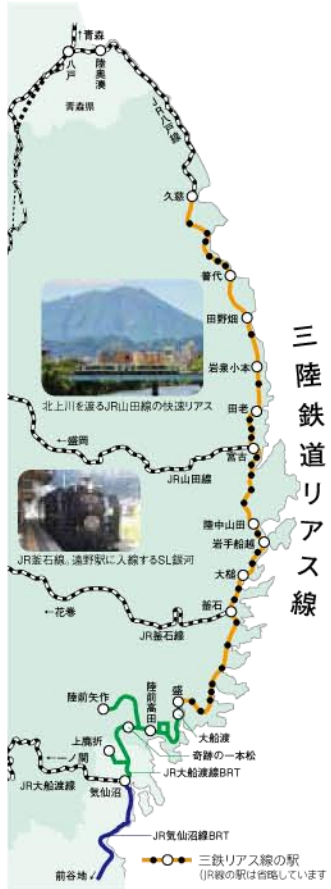 ↑青森
八戸
陸奥湊
青森県
JR八戸線
久慈
普代
田野畑
岩泉小本
田老
三陸鉄道リアス線
北上川を渡るJR山田線の快速リアス
←盛岡
宮古
JR山田線
JR釜石線。遠野駅に入線するSL銀河
陸中山田
岩手船越
大槌
←花巻
釜石
JR釜石線
陸前矢作
陸前高田
盛
大船渡
上鹿折
奇跡の一本松
←一ノ関
JR大船渡線BRT
JR大船渡線
気仙沼
JR気仙沼線BRT
前谷地↙
三鉄リアス線の駅
(JR線の駅は省略しています